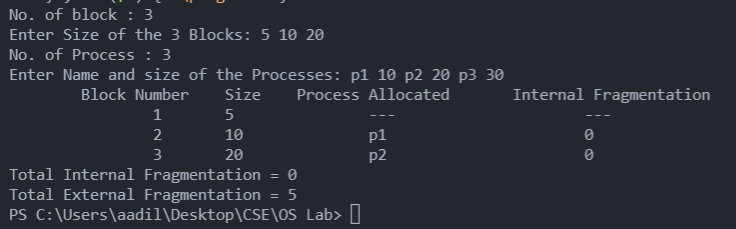 No. of block : 3
Enter Size of the 3 Blocks: 5 10 20
No. of Process : 3
Enter Name and size of the Processes: p1 10 p2 20 p3 30
Block Number Size Process Allocated Internal Fragmentation
1 5 --- ---
2 10 p1 0
3 20 p2 0
Total Internal Fragmentation = 0
Total External Fragmentation = 5
PS C:\Users\aadil\Desktop\CSE\OS Lab>